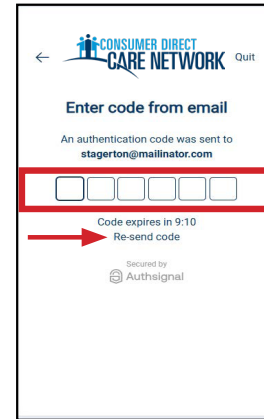 CONSUMER DIRECT
CARE NETWORK
Quit
Enter code from email
An authentication code was sent to
stagerton@mailinator.com
Code expires in 9:10
Re-send code
Secured by
Authsignal